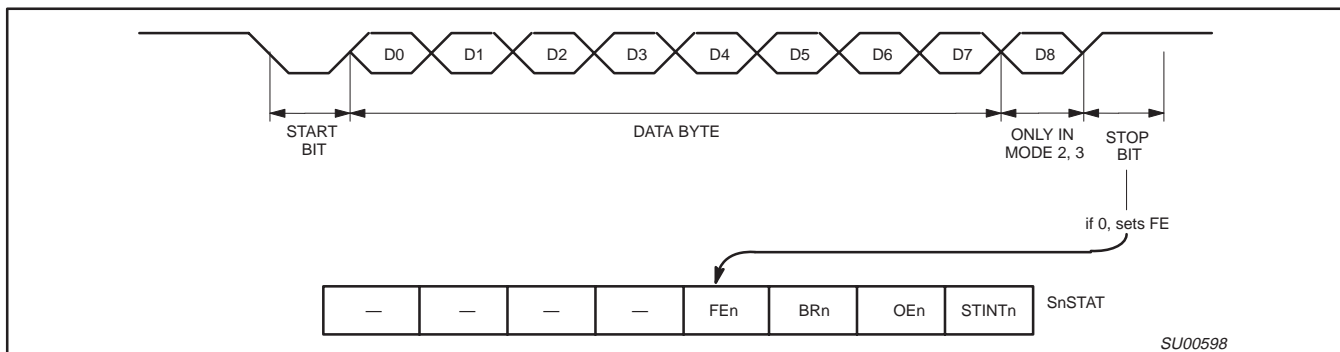 D0 D1 D2 D3 D4 D5 D6 D7 D8
START
BIT
DATA BYTE
ONLY IN
MODE 2, 3
STOP
BIT
if 0, sets FE
— — — — FEn BRn OEn STINTn SnSTAT
SU00598